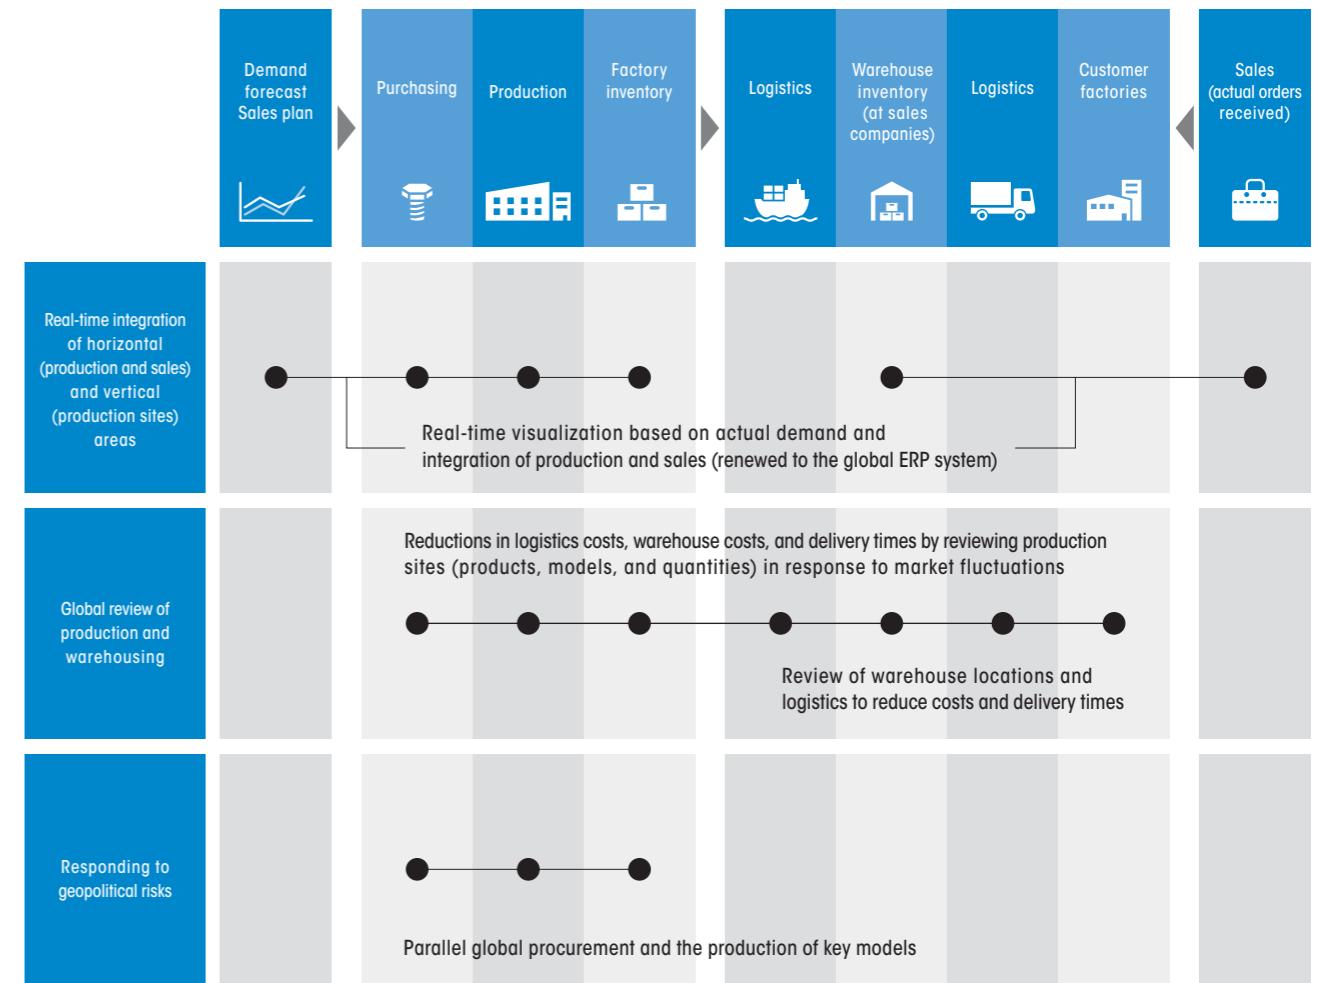 Demand
forecast
Sales plan
Purchasing
Production
Factory
inventory
Logistics
Warehouse
inventory
(at sales
companies)
Logistics
Customer
factories
Sales
(actual orders
received)
Real-time integration
of horizontal
(production and sales)
and vertical
(production sites)
areas
Real-time visualization based on actual demand and
integration of production and sales (renewed to the global ERP system)
Global review of
production and
warehousing
Reductions in logistics costs, warehouse costs, and delivery times by reviewing production
sites (products, models, and quantities) in response to market fluctuations
Review of warehouse locations and
logistics to reduce costs and delivery times
Responding to
geopolitical risks
Parallel global procurement and the production of key models